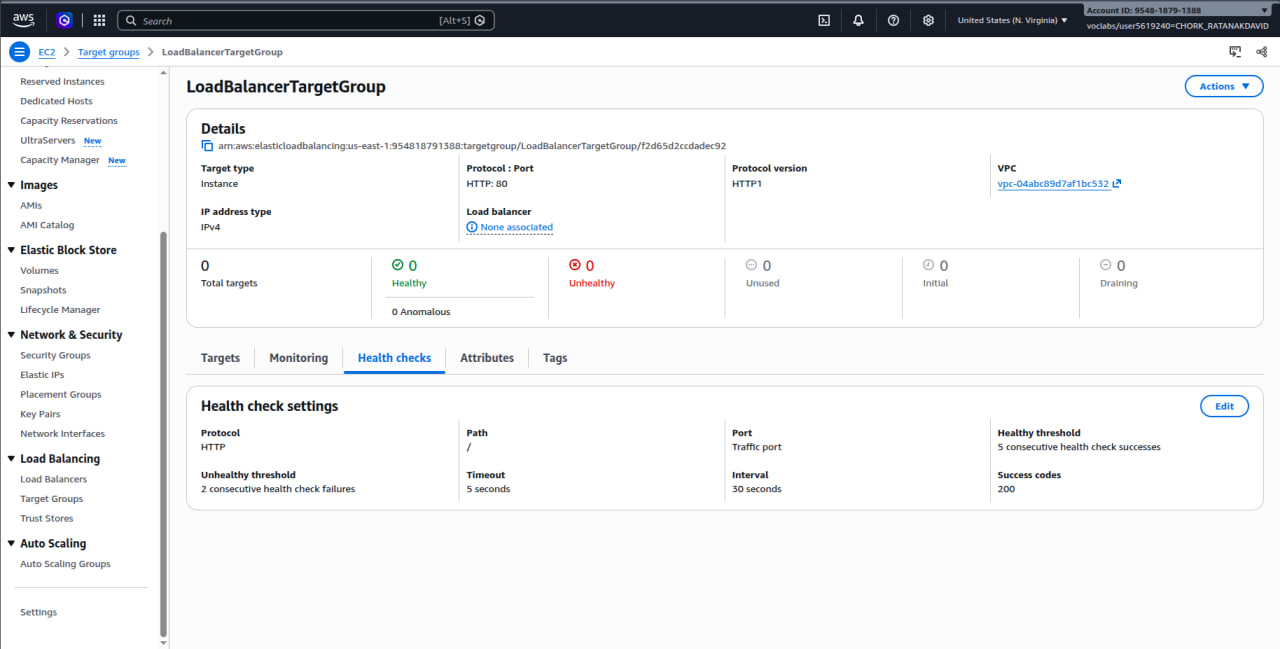 aws
Search [Alt+S]
United States (N. Virginia)
Account ID: 9548-1879-1388
voclabs/user5619240=CHORK_RATANAKDAVID
EC2 > Target groups > LoadBalancerTargetGroup
Reserved Instances
Dedicated Hosts
Capacity Reservations
UltraServers New
Capacity Manager New
Images
AMIs
AMI Catalog
Elastic Block Store
Volumes
Snapshots
Lifecycle Manager
Network & Security
Security Groups
Elastic IPs
Placement Groups
Key Pairs
Network Interfaces
Load Balancing
Load Balancers
Target Groups
Trust Stores
Auto Scaling
Auto Scaling Groups
Settings
LoadBalancerTargetGroup
Actions
Details
arn:aws:elasticloadbalancing:us-east-1:954818791388:targetgroup/LoadBalancerTargetGroup/f2d65d2ccdadec92
Target type
Instance
Protocol : Port
HTTP: 80
Protocol version
HTTP1
VPC
vpc-04abc89d7af1bc532
IP address type
IPv4
Load balancer
None associated
0
Total targets
0
Healthy
0 Anomalous
0
Unhealthy
0
Unused
0
Initial
0
Draining
Targets
Monitoring
Health checks
Attributes
Tags
Health check settings
Edit
Protocol
HTTP
Path
/
Port
Traffic port
Healthy threshold
5 consecutive health check successes
Unhealthy threshold
2 consecutive health check failures
Timeout
5 seconds
Interval
30 seconds
Success codes
200